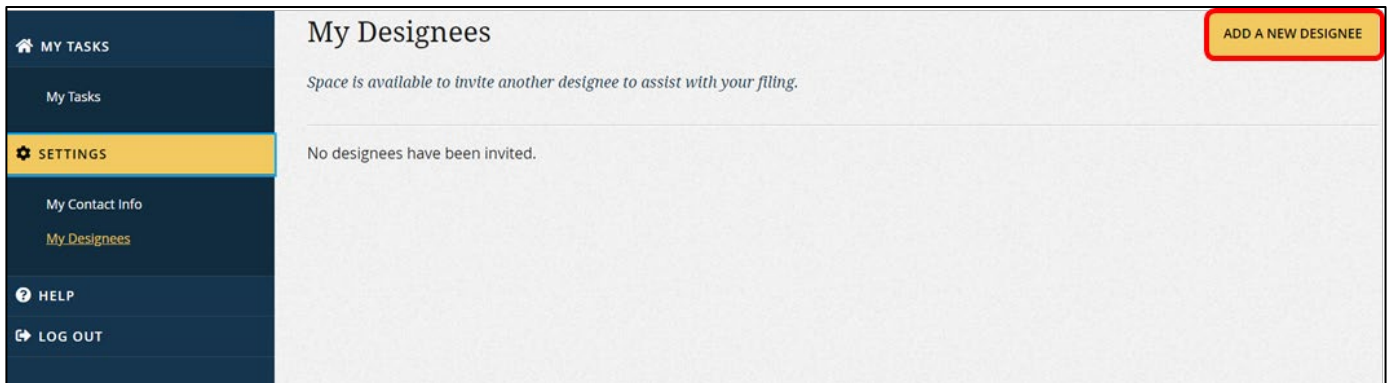 MY TASKS
My Tasks
SETTINGS
My Contact Info
My Designees
HELP
LOG OUT
My Designees
ADD A NEW DESIGNEE
Space is available to invite another designee to assist with your filing.
No designees have been invited.